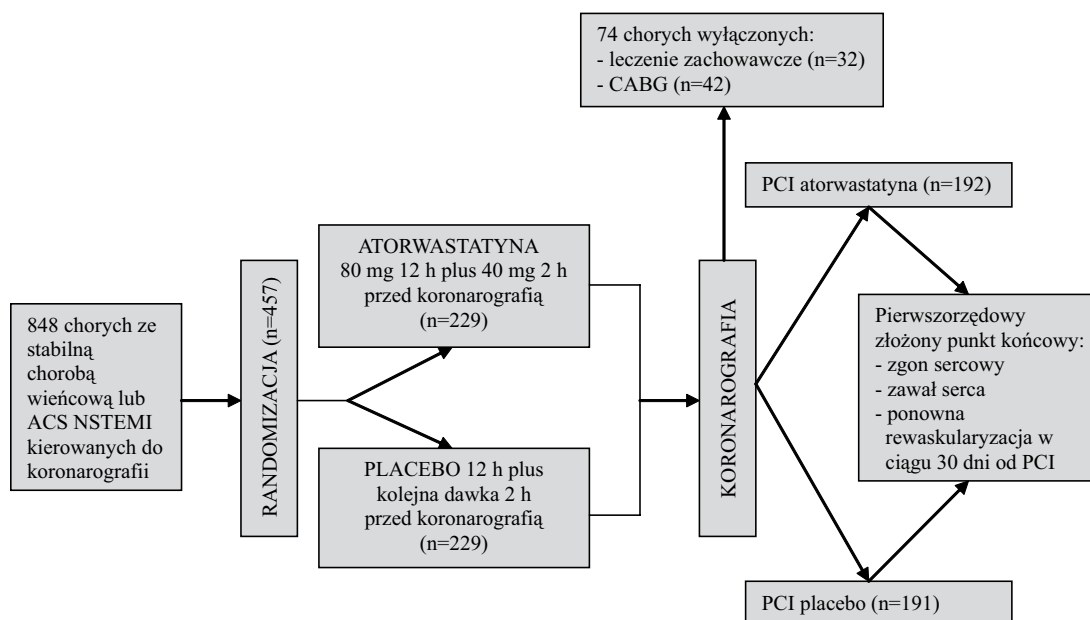 848 chorych ze
stabilną
chorobą
wieńcową lub
ACS NSTEMI
kierowanych do
koronarografii
RANDOMIZACJA (n=457)
ATORWASTATYNA
80 mg 12 h plus 40 mg 2 h
przed koronarografią
(n=229)
PLACEBO 12 h plus
kolejna dawka 2 h
przed koronarografią
(n=229)
KORONAROGRAFIA
74 chorych wyłączonych:
- leczenie zachowawcze (n=32)
- CABG (n=42)
PCI atorwastatyna (n=192)
PCI placebo (n=191)
Pierwszorzędowy
złożony punkt końcowy:
- zgon sercowy
- zawał serca
- ponowna
rewaskularyzacja w
ciągu 30 dni od PCI